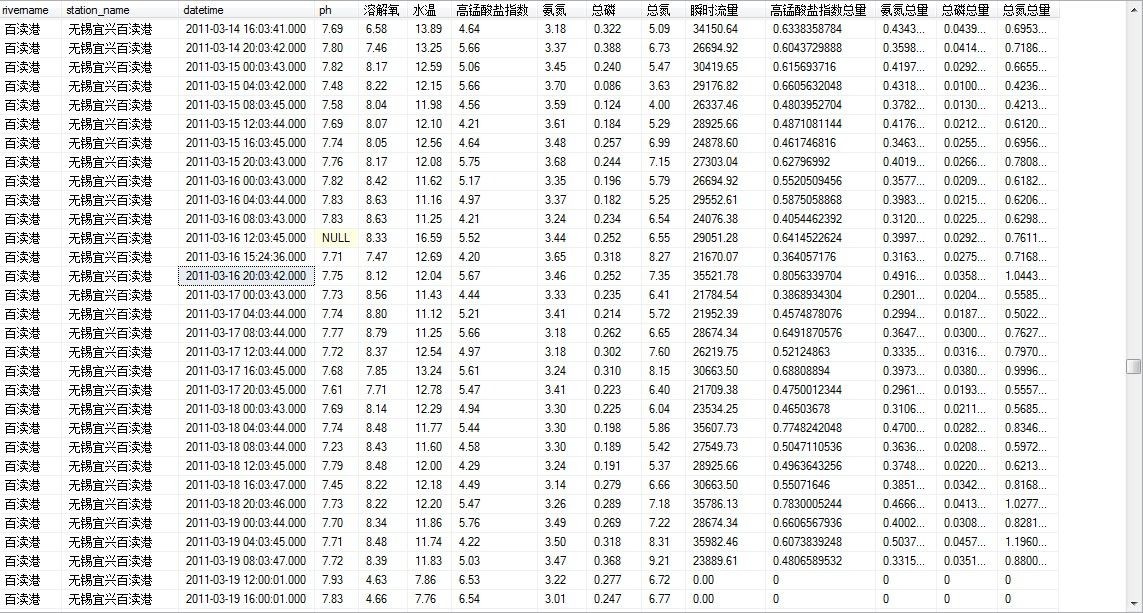 rivername station_name datetime ph 溶解氧 水温 高锰酸盐指数 氨氮 总磷 总氮 瞬时流量 高锰酸盐指数总量 氨氮总量 总磷总量 总氮总量
百渎港 无锡宜兴百渎港 2011-03-14 16:03:41.000 7.69 6.58 13.89 4.64 3.18 0.322 5.09 34150.64 0.6338358784 0.4343... 0.0439... 0.6953...
百渎港 无锡宜兴百渎港 2011-03-14 20:03:42.000 7.80 7.46 13.25 5.66 3.37 0.388 6.73 26694.92 0.6043729888 0.3598... 0.0414... 0.7186...
百渎港 无锡宜兴百渎港 2011-03-15 00:03:43.000 7.82 8.17 12.59 5.06 3.45 0.240 5.47 30419.65 0.615693716 0.4197... 0.0292... 0.6655...
百渎港 无锡宜兴百渎港 2011-03-15 04:03:42.000 7.48 8.22 12.15 5.66 3.70 0.086 3.63 29176.82 0.6605632048 0.4318... 0.0100... 0.4236...
百渎港 无锡宜兴百渎港 2011-03-15 08:03:45.000 7.58 8.04 11.98 4.56 3.59 0.124 4.00 26337.46 0.4803952704 0.3782... 0.0130... 0.4213...
百渎港 无锡宜兴百渎港 2011-03-15 12:03:44.000 7.69 8.07 12.10 4.21 3.61 0.184 5.29 28925.66 0.4871081144 0.4176... 0.0212... 0.6120...
百渎港 无锡宜兴百渎港 2011-03-15 16:03:45.000 7.74 8.05 12.56 4.64 3.48 0.257 6.99 24878.60 0.461746816 0.3463... 0.0255... 0.6956...
百渎港 无锡宜兴百渎港 2011-03-15 20:03:43.000 7.76 8.17 12.08 5.75 3.68 0.244 7.15 27303.04 0.62796992 0.4019... 0.0266... 0.7808...
百渎港 无锡宜兴百渎港 2011-03-16 00:03:43.000 7.82 8.42 11.62 5.17 3.35 0.196 5.79 26694.92 0.5520509456 0.3577... 0.0209... 0.6182...
百渎港 无锡宜兴百渎港 2011-03-16 04:03:44.000 7.83 8.63 11.16 4.97 3.37 0.182 5.25 29552.61 0.5875058868 0.3983... 0.0215... 0.6206...
百渎港 无锡宜兴百渎港 2011-03-16 08:03:43.000 7.83 8.63 11.25 4.21 3.24 0.234 6.54 24076.38 0.4054462392 0.3120... 0.0225... 0.6298...
百渎港 无锡宜兴百渎港 2011-03-16 12:03:45.000 NULL 8.33 16.59 5.52 3.44 0.252 6.55 29051.28 0.6414522624 0.3997... 0.0292... 0.7611...
百渎港 无锡宜兴百渎港 2011-03-16 15:24:36.000 7.71 7.47 12.69 4.20 3.65 0.318 8.27 21670.07 0.364057176 0.3163... 0.0275... 0.7168...
百渎港 无锡宜兴百渎港 2011-03-16 20:03:42.000 7.75 8.12 12.04 5.67 3.46 0.252 7.35 35521.78 0.8056339704 0.4916... 0.0358... 1.0443...
百渎港 无锡宜兴百渎港 2011-03-17 00:03:43.000 7.73 8.56 11.43 4.44 3.33 0.235 6.41 21784.54 0.3868934304 0.2901... 0.0204... 0.5585...
百渎港 无锡宜兴百渎港 2011-03-17 04:03:44.000 7.74 8.80 11.12 5.21 3.41 0.214 5.72 21952.39 0.4574878076 0.2994... 0.0187... 0.5022...
百渎港 无锡宜兴百渎港 2011-03-17 08:03:44.000 7.77 8.79 11.25 5.66 3.18 0.262 6.65 28674.34 0.6491870576 0.3647... 0.0300... 0.7627...
百渎港 无锡宜兴百渎港 2011-03-17 12:03:44.000 7.72 8.37 12.54 4.97 3.18 0.302 7.60 26219.75 0.52124863 0.3335... 0.0316... 0.7970...
百渎港 无锡宜兴百渎港 2011-03-17 16:03:45.000 7.68 7.85 13.24 5.61 3.24 0.310 8.15 30663.50 0.68808894 0.3973... 0.0380... 0.9996...
百渎港 无锡宜兴百渎港 2011-03-17 20:03:45.000 7.61 7.71 12.78 5.47 3.41 0.223 6.40 21709.38 0.4750012344 0.2961... 0.0193... 0.5557...
百渎港 无锡宜兴百渎港 2011-03-18 00:03:43.000 7.69 8.14 12.29 4.94 3.30 0.225 6.04 23534.25 0.46503678 0.3106... 0.0211... 0.5685...
百渎港 无锡宜兴百渎港 2011-03-18 04:03:44.000 7.74 8.48 11.77 5.44 3.30 0.198 5.86 35607.73 0.7748242048 0.4700... 0.0282... 0.8346...
百渎港 无锡宜兴百渎港 2011-03-18 08:03:44.000 7.23 8.43 11.60 4.58 3.30 0.189 5.42 27549.73 0.5047110536 0.3636... 0.0208... 0.5972...
百渎港 无锡宜兴百渎港 2011-03-18 12:03:45.000 7.79 8.48 12.00 4.29 3.24 0.191 5.37 28925.66 0.4963643256 0.3748... 0.0220... 0.6213...
百渎港 无锡宜兴百渎港 2011-03-18 16:03:47.000 7.45 8.22 12.18 4.49 3.14 0.279 6.66 30663.50 0.55071646 0.3851... 0.0342... 0.8168...
百渎港 无锡宜兴百渎港 2011-03-18 20:03:46.000 7.73 8.22 12.20 5.47 3.26 0.289 7.18 35786.13 0.7830005244 0.4666... 0.0413... 1.0277...
百渎港 无锡宜兴百渎港 2011-03-19 00:03:44.000 7.70 8.34 11.86 5.76 3.49 0.269 7.22 28674.34 0.6606567936 0.4002... 0.0308... 0.8281...
百渎港 无锡宜兴百渎港 2011-03-19 04:03:45.000 7.71 8.48 11.74 4.22 3.50 0.318 8.31 35982.46 0.6073839248 0.5037... 0.0457... 1.1960...
百渎港 无锡宜兴百渎港 2011-03-19 08:03:47.000 7.72 8.39 11.83 5.03 3.47 0.368 9.21 23889.61 0.4806589532 0.3315... 0.0351... 0.8800...
百渎港 无锡宜兴百渎港 2011-03-19 12:00:01.000 7.93 4.63 7.86 6.53 3.22 0.277 6.72 0.00 0 0 0 0
百渎港 无锡宜兴百渎港 2011-03-19 16:00:01.000 7.83 4.66 7.76 6.54 3.01 0.247 6.77 0.00 0 0 0 0